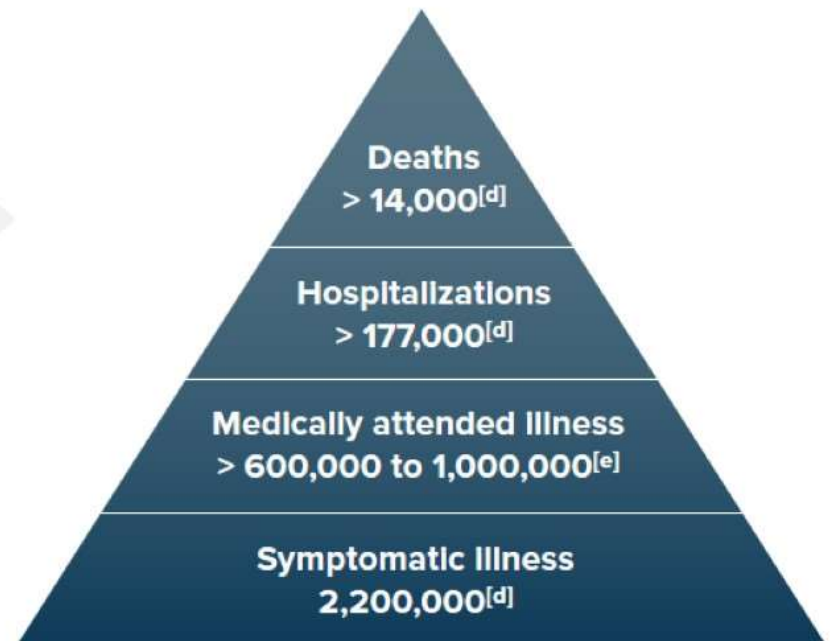 Deaths
> 14,000[d]
Hospitalizations
> 177,000[d]
Medically attended illness
> 600,000 to 1,000,000[e]
Symptomatic illness
2,200,000[d]